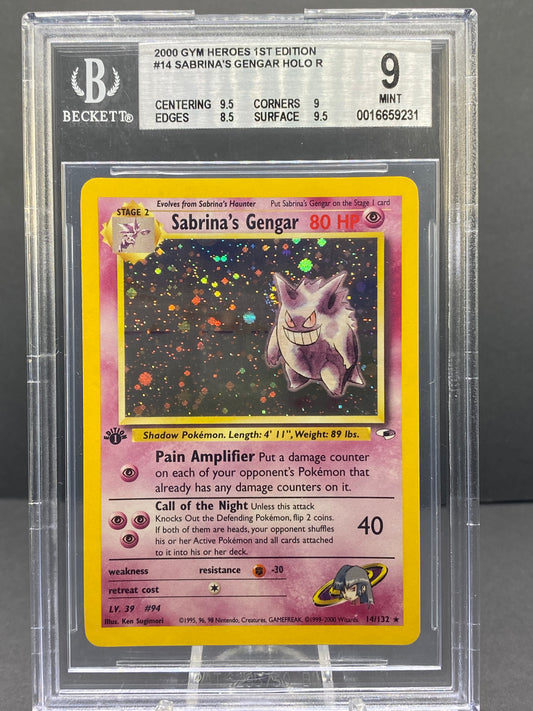 2000 GYM HEROES 1ST EDITION
#14 SABRINA'S GENGAR HOLO R
9
MINT
0016659231
CENTERING 9.5 CORNERS 9
EDGES 8.5 SURFACE 9.5
B
BECKETT®
Evolves from Sabrina's Haunter Put Sabrina's Gengar on the Stage 1 card
STAGE 2
Sabrina's Gengar 80 HP
EDITION
1
Shadow Pokémon. Length: 4' 11", Weight: 89 lbs.
Pain Amplifier Put a damage counter
on each of your opponent's Pokémon that
already has any damage counters on it.
Call of the Night Unless this attack
Knocks Out the Defending Pokémon, flip 2 coins.
If both of them are heads, your opponent shuffles
his or her Active Pokémon and all cards attached
to it into his or her deck.
40
weakness resistance -30
retreat cost
LV. 39 #94
Illus. Ken Sugimori ©1995, 96, 98 Nintendo, Creatures, GAMEFREAK. ©1999-2000 Wizards. 14/132 ★